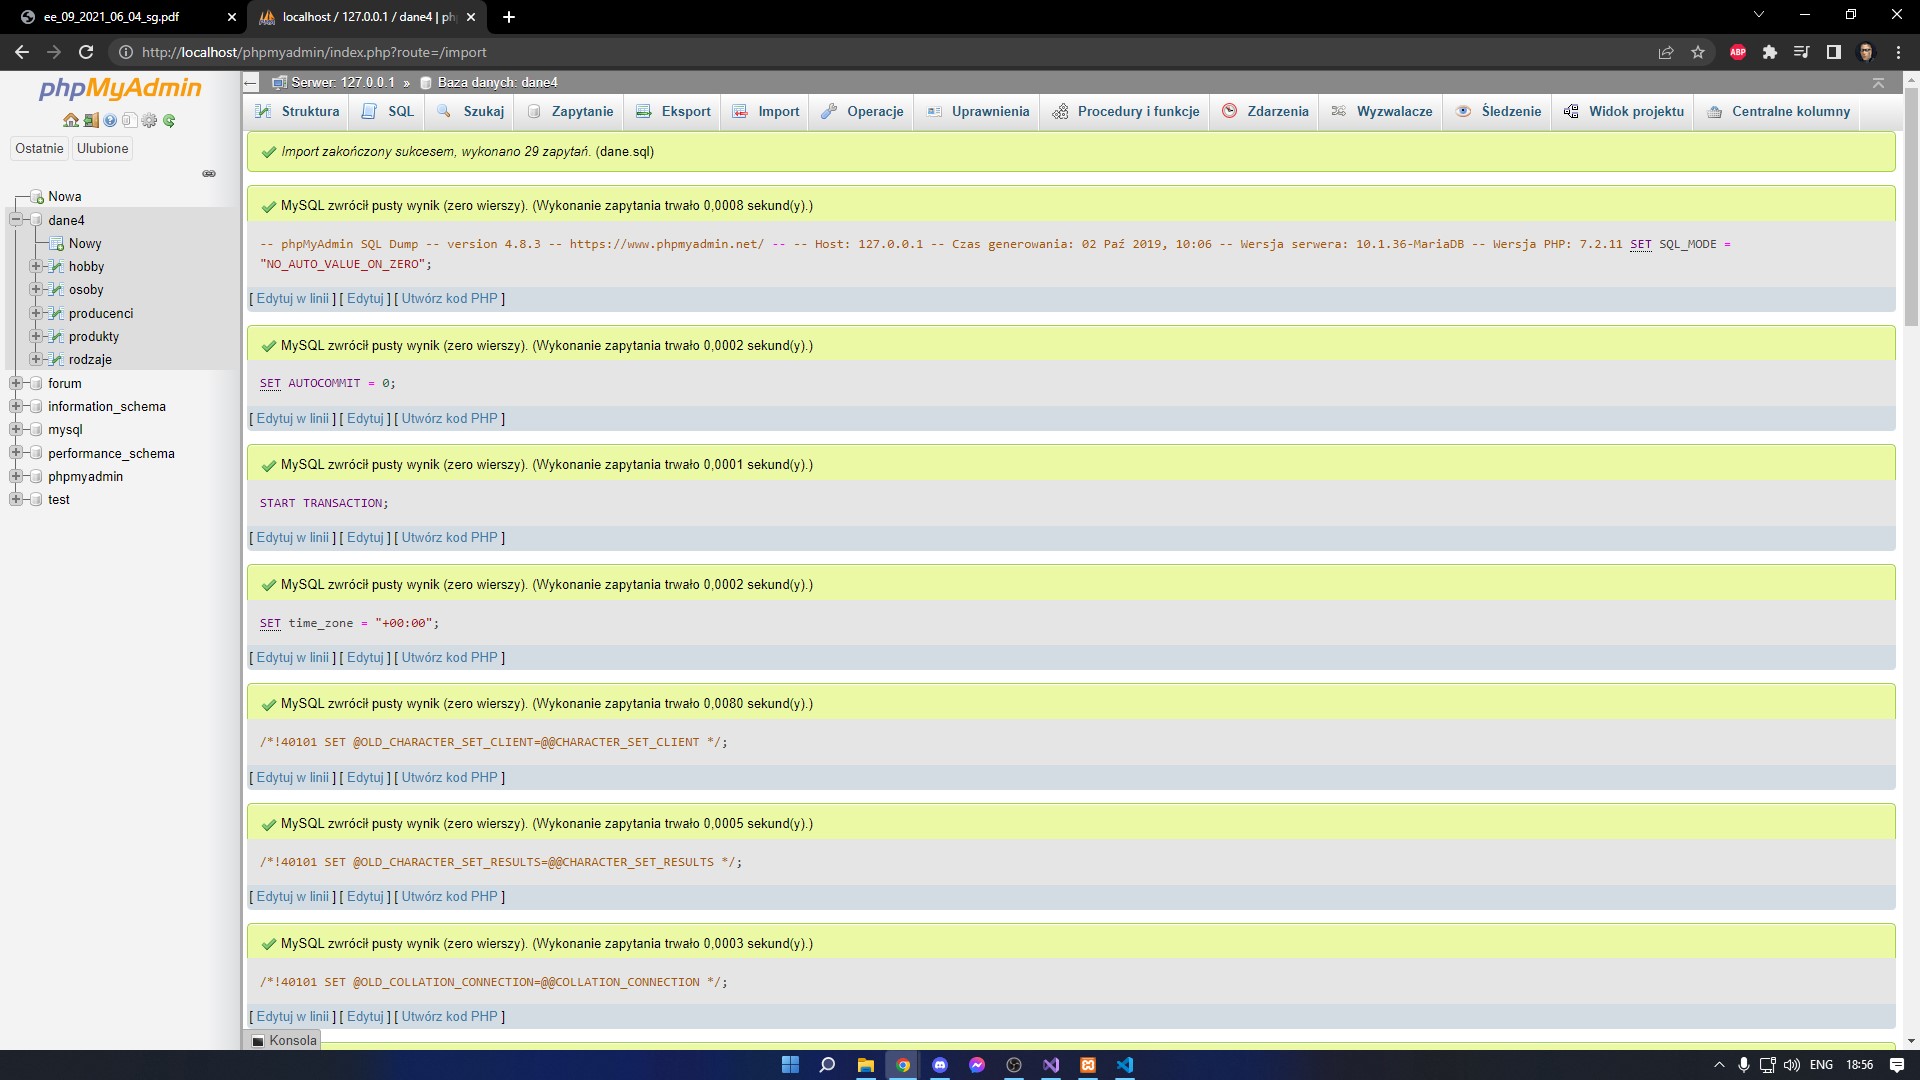 ee_09_2021_06_04_sg.pdf
localhost / 127.0.0.1 / dane4 | ph
http://localhost/phpmyadmin/index.php?route=/import
ABP
phpMyAdmin
Ostatnie
Ulubione
Nowa
dane4
Nowy
hobby
osoby
producenci
produkty
rodzaje
forum
information_schema
mysql
performance_schema
phpmyadmin
test
Serwer: 127.0.0.1 » Baza danych: dane4
Struktura SQL Szukaj Zapytanie Eksport Import Operacje Uprawnienia Procedury i funkcje Zdarzenia Wyzwalacze Śledzenie Widok projektu Centralne kolumny
Import zakończony sukcesem, wykonano 29 zapytań. (dane.sql)
MySQL zwrócił pusty wynik (zero wierszy). (Wykonanie zapytania trwało 0,0008 sekund(y).)
-- phpMyAdmin SQL Dump -- version 4.8.3 -- https://www.phpmyadmin.net/ -- -- Host: 127.0.0.1 -- Czas generowania: 02 Paź 2019, 10:06 -- Wersja serwera: 10.1.36-MariaDB -- Wersja PHP: 7.2.11 SET SQL_MODE =
"NO_AUTO_VALUE_ON_ZERO";
[ Edytuj w linii ] [ Edytuj ] [ Utwórz kod PHP ]
MySQL zwrócił pusty wynik (zero wierszy). (Wykonanie zapytania trwało 0,0002 sekund(y).)
SET AUTOCOMMIT = 0;
[ Edytuj w linii ] [ Edytuj ] [ Utwórz kod PHP ]
MySQL zwrócił pusty wynik (zero wierszy). (Wykonanie zapytania trwało 0,0001 sekund(y).)
START TRANSACTION;
[ Edytuj w linii ] [ Edytuj ] [ Utwórz kod PHP ]
MySQL zwrócił pusty wynik (zero wierszy). (Wykonanie zapytania trwało 0,0002 sekund(y).)
SET time_zone = "+00:00";
[ Edytuj w linii ] [ Edytuj ] [ Utwórz kod PHP ]
MySQL zwrócił pusty wynik (zero wierszy). (Wykonanie zapytania trwało 0,0080 sekund(y).)
/*!40101 SET @OLD_CHARACTER_SET_CLIENT=@@CHARACTER_SET_CLIENT */;
[ Edytuj w linii ] [ Edytuj ] [ Utwórz kod PHP ]
MySQL zwrócił pusty wynik (zero wierszy). (Wykonanie zapytania trwało 0,0005 sekund(y).)
/*!40101 SET @OLD_CHARACTER_SET_RESULTS=@@CHARACTER_SET_RESULTS */;
[ Edytuj w linii ] [ Edytuj ] [ Utwórz kod PHP ]
MySQL zwrócił pusty wynik (zero wierszy). (Wykonanie zapytania trwało 0,0003 sekund(y).)
/*!40101 SET @OLD_COLLATION_CONNECTION=@@COLLATION_CONNECTION */;
[ Edytuj w linii ] [ Edytuj ] [ Utwórz kod PHP ]
Konsola
ENG 18:56